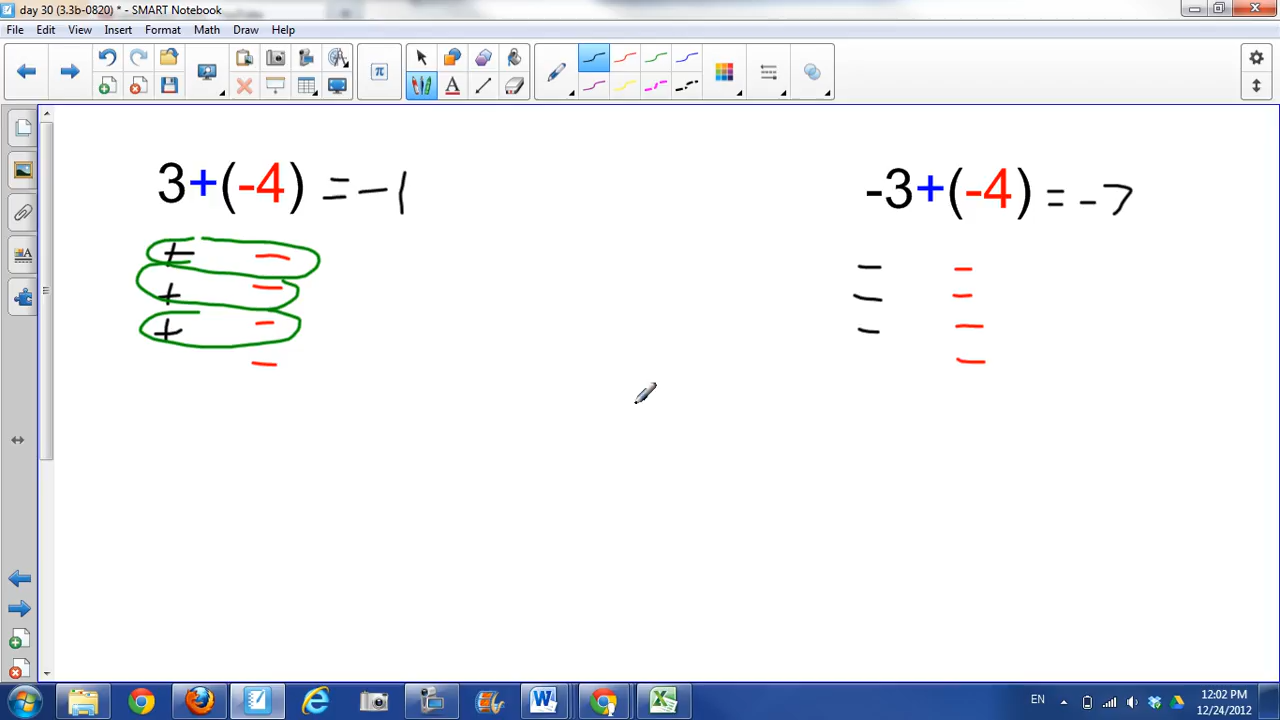 day 30 (3.3b-0820) * - SMART Notebook
File Edit View Insert Format Math Draw Help
π
A
3+(-4) = -1
-3+(-4) = -7
+ -
+ -
+ -
-
- -
- -
- -
-
EN
12:02 PM
12/24/2012